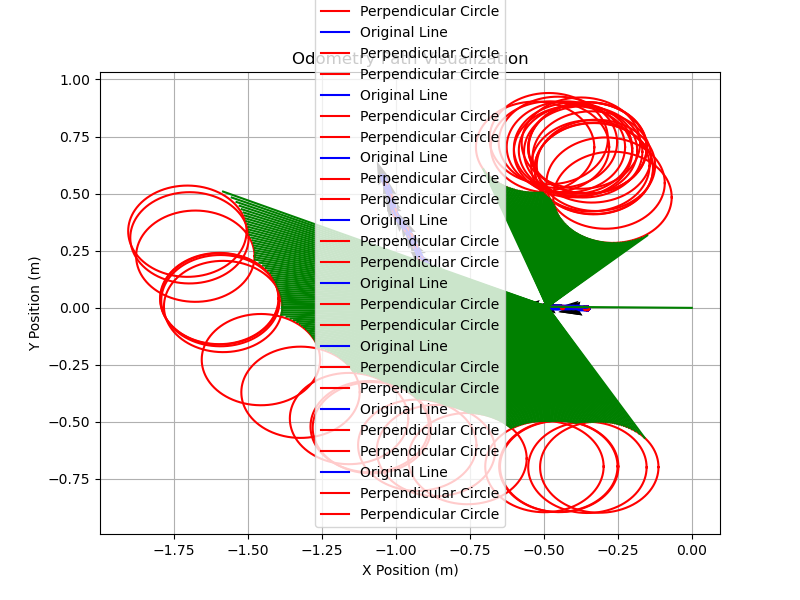 Perpendicular Circle
Original Line
Odometry Path Visualization
Perpendicular Circle
Perpendicular Circle
Original Line
Perpendicular Circle
Perpendicular Circle
Original Line
Perpendicular Circle
Perpendicular Circle
Original Line
Perpendicular Circle
Perpendicular Circle
Original Line
Perpendicular Circle
Perpendicular Circle
Original Line
Perpendicular Circle
Perpendicular Circle
Original Line
Perpendicular Circle
Perpendicular Circle
Original Line
Perpendicular Circle
Perpendicular Circle
1.00
0.75
0.50
0.25
0.00
−0.25
−0.50
−0.75
Y Position (m)
−1.75 −1.50 −1.25 −1.00 −0.75 −0.50 −0.25 0.00
X Position (m)